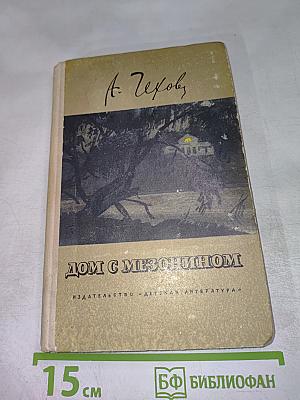 А. Чехов
ДОМ С МЕЗОНИНОМ
ИЗДАТЕЛЬСТВО «ДЕТСКАЯ ЛИТЕРАТУРА»
15 см
БФ БИБЛИОФАН